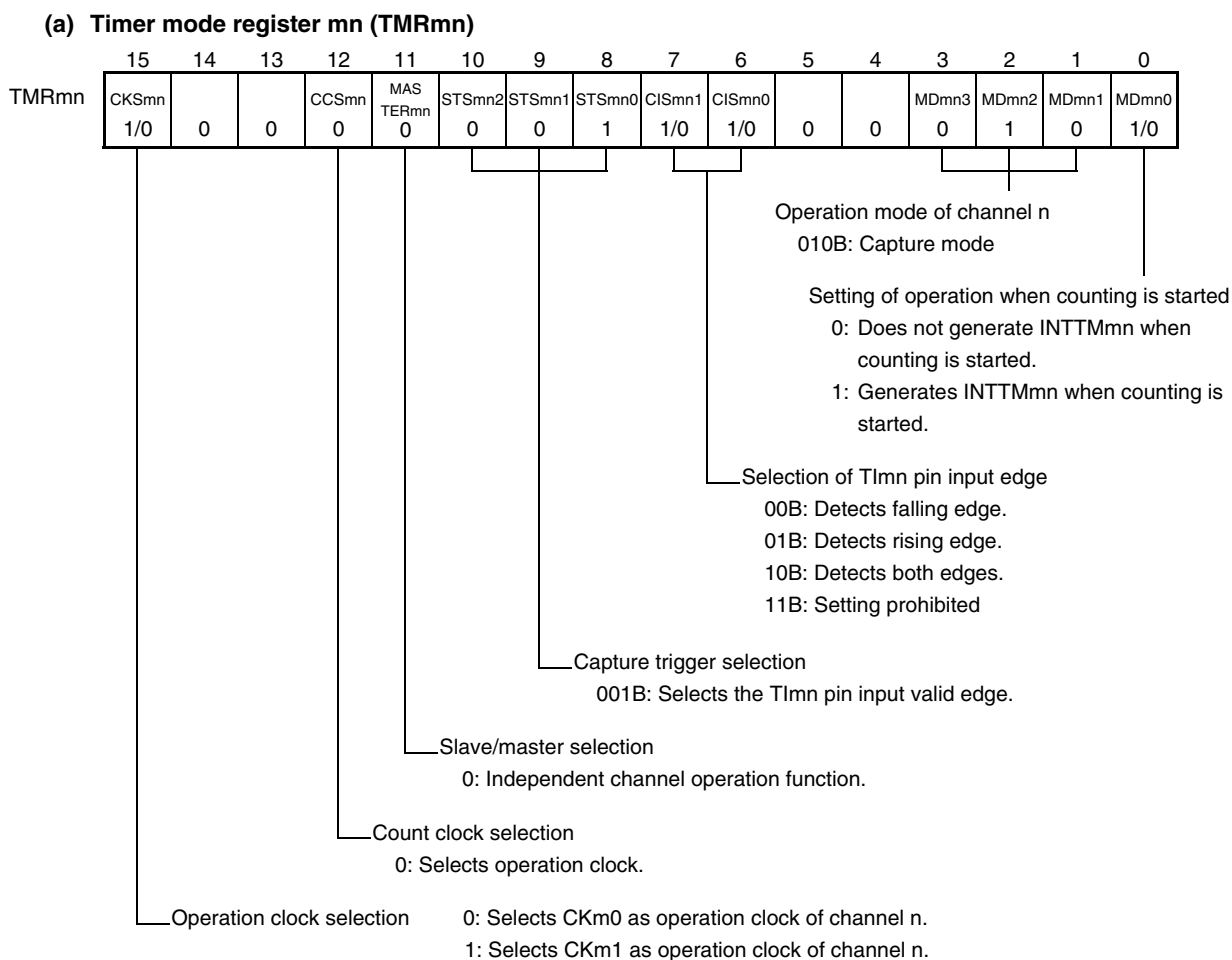 (a) Timer mode register mn (TMRmn)
15 14 13 12 11 10 9 8 7 6 5 4 3 2 1 0
TMRmn CKSmn CCSmn MAS TERmn STSmn2 STSmn1 STSmn0 CISmn1 CISmn0 MDmn3 MDmn2 MDmn1 MDmn0
1/0 0 0 0 0 0 0 1 1/0 1/0 0 0 0 1 0 1/0
Operation mode of channel n
010B: Capture mode
Setting of operation when counting is started
0: Does not generate INTTMmn when
counting is started.
1: Generates INTTMmn when counting is
started.
Selection of TImn pin input edge
00B: Detects falling edge.
01B: Detects rising edge.
10B: Detects both edges.
11B: Setting prohibited
Capture trigger selection
001B: Selects the TImn pin input valid edge.
Slave/master selection
0: Independent channel operation function.
Count clock selection
0: Selects operation clock.
Operation clock selection 0: Selects CKm0 as operation clock of channel n.
1: Selects CKm1 as operation clock of channel n.